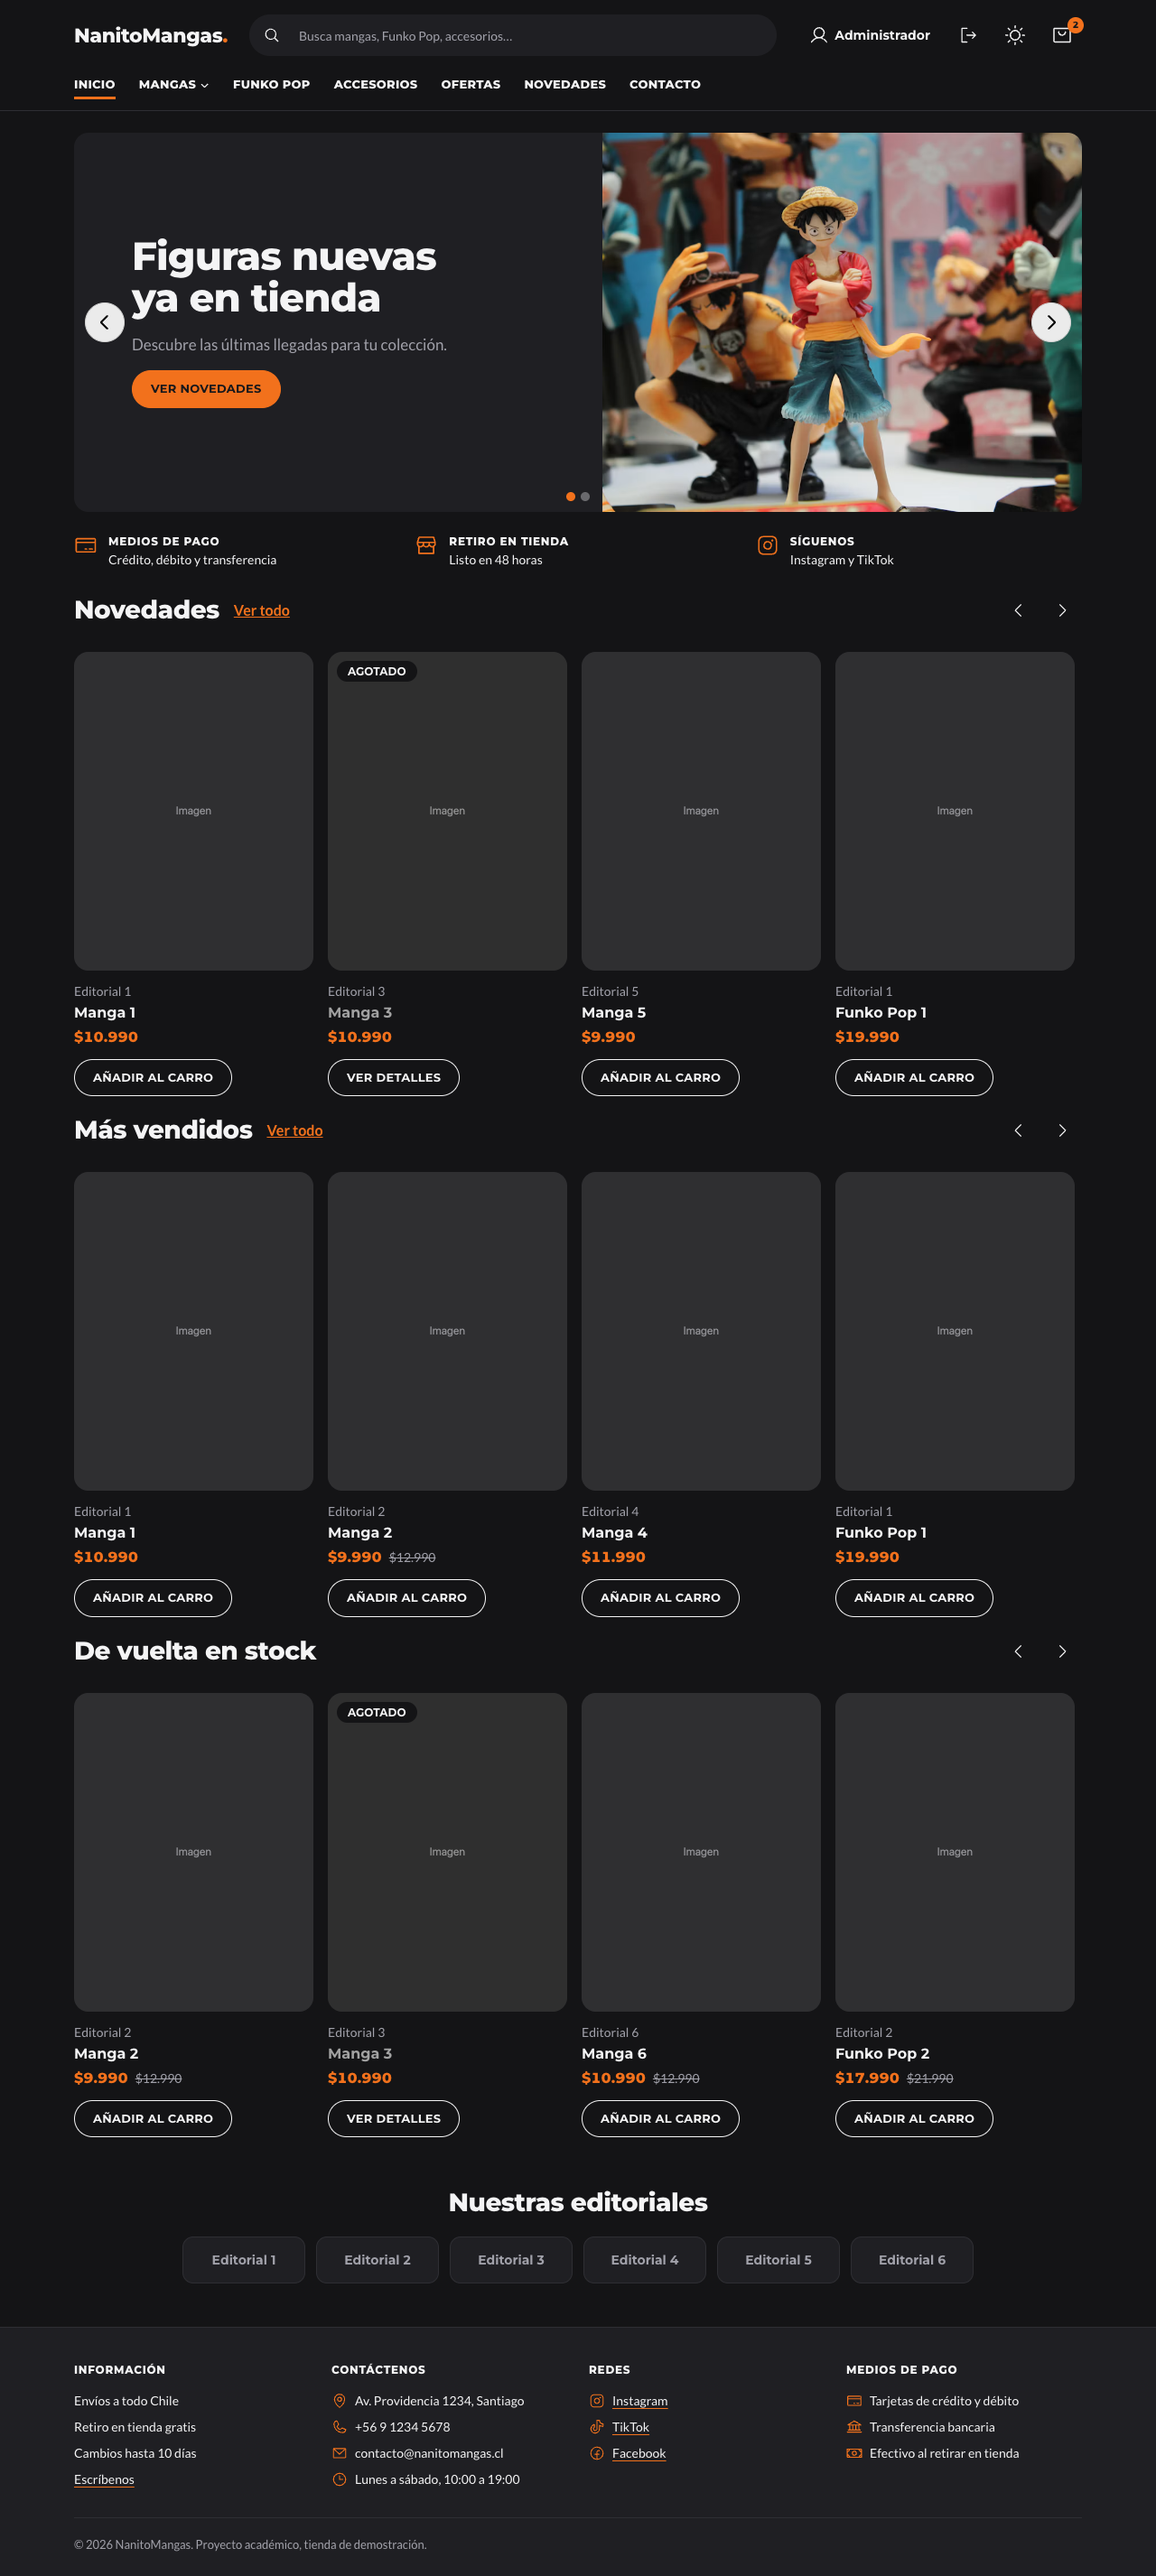 NanitoMangas.
Busca mangas, Funko Pop, accesorios...
Administrador
2
INICIO
MANGAS
FUNKO POP
ACCESORIOS
OFERTAS
NOVEDADES
CONTACTO
Figuras nuevas
ya en tienda
Descubre las últimas llegadas para tu colección.
VER NOVEDADES
MEDIOS DE PAGO
Crédito, débito y transferencia
RETIRO EN TIENDA
Listo en 48 horas
SÍGUENOS
Instagram y TikTok
Novedades
Ver todo
Imagen
Editorial 1
Manga 1
$10.990
AÑADIR AL CARRO
AGOTADO
Imagen
Editorial 3
Manga 3
$10.990
VER DETALLES
Imagen
Editorial 5
Manga 5
$9.990
AÑADIR AL CARRO
Imagen
Editorial 1
Funko Pop 1
$19.990
AÑADIR AL CARRO
Más vendidos
Ver todo
Imagen
Editorial 1
Manga 1
$10.990
AÑADIR AL CARRO
Imagen
Editorial 2
Manga 2
$9.990 $12.990
AÑADIR AL CARRO
Imagen
Editorial 4
Manga 4
$11.990
AÑADIR AL CARRO
Imagen
Editorial 1
Funko Pop 1
$19.990
AÑADIR AL CARRO
De vuelta en stock
Imagen
Editorial 2
Manga 2
$9.990 $12.990
AÑADIR AL CARRO
AGOTADO
Imagen
Editorial 3
Manga 3
$10.990
VER DETALLES
Imagen
Editorial 6
Manga 6
$10.990 $12.990
AÑADIR AL CARRO
Imagen
Editorial 2
Funko Pop 2
$17.990 $21.990
AÑADIR AL CARRO
Nuestras editoriales
Editorial 1
Editorial 2
Editorial 3
Editorial 4
Editorial 5
Editorial 6
INFORMACIÓN
Envíos a todo Chile
Retiro en tienda gratis
Cambios hasta 10 días
Escríbenos
CONTÁCTENOS
Av. Providencia 1234, Santiago
+56 9 1234 5678
contacto@nanitomangas.cl
Lunes a sábado, 10:00 a 19:00
REDES
Instagram
TikTok
Facebook
MEDIOS DE PAGO
Tarjetas de crédito y débito
Transferencia bancaria
Efectivo al retirar en tienda
© 2026 NanitoMangas. Proyecto académico, tienda de demostración.